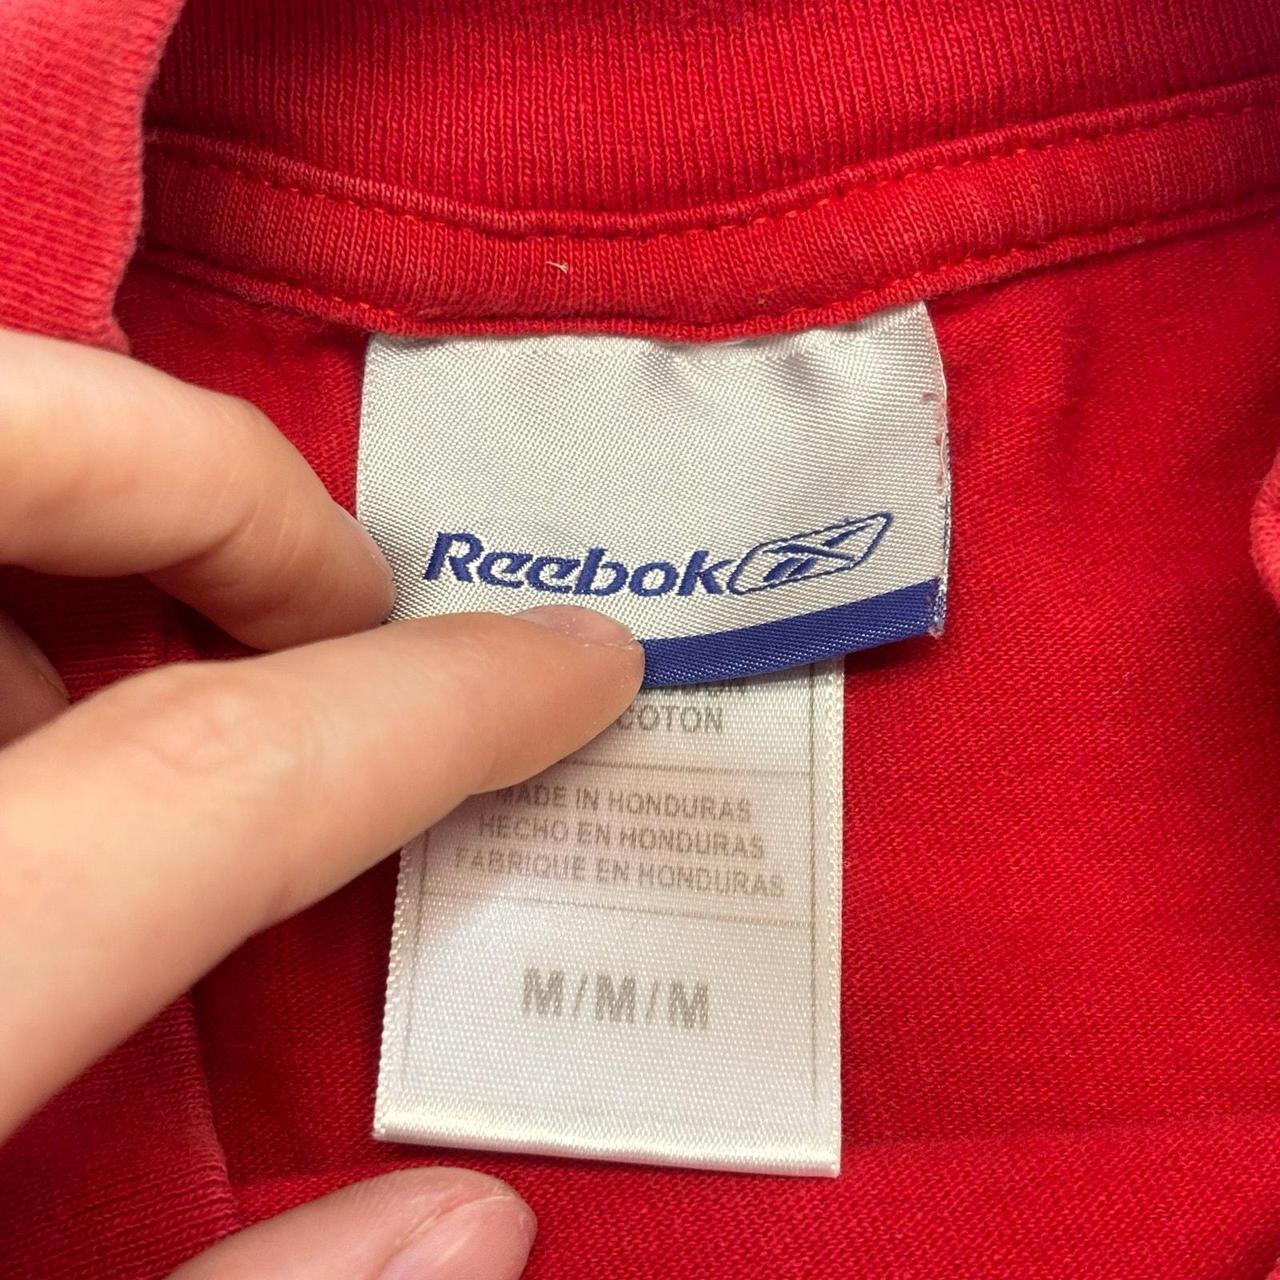 Reebok
COTON
MADE IN HONDURAS
HECHO EN HONDURAS
FABRIQUE EN HONDURAS
M/M/M